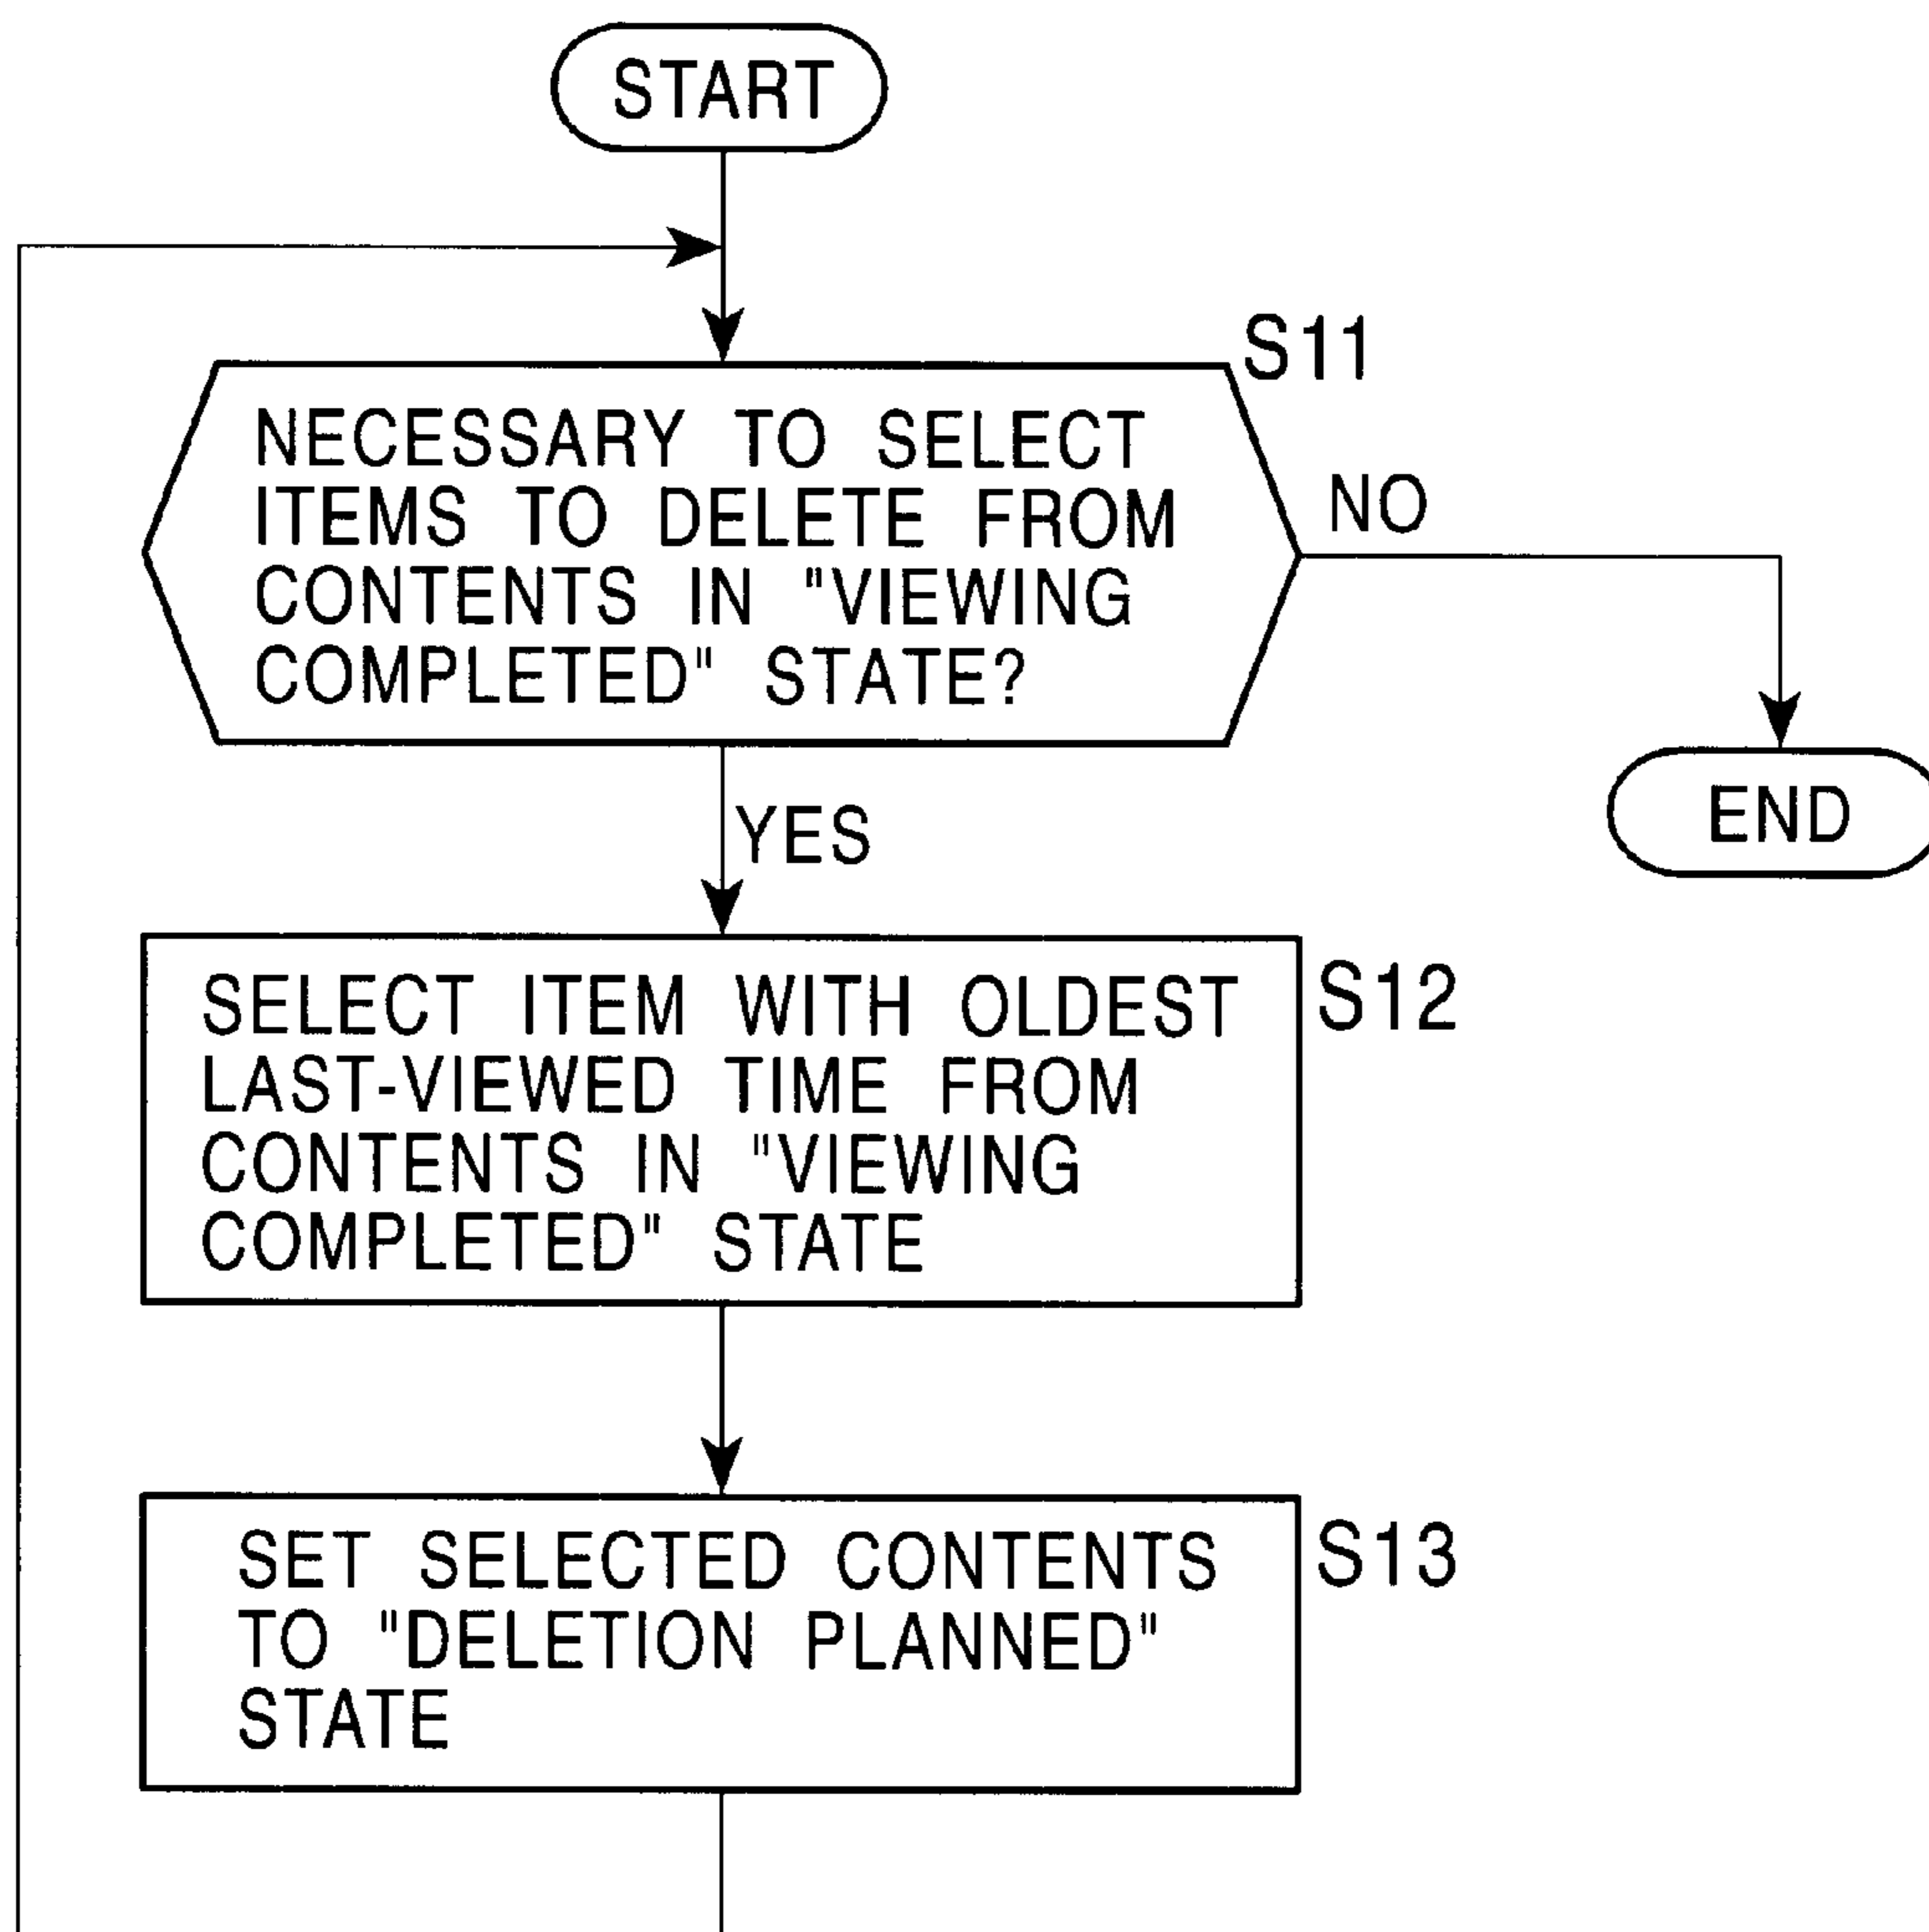 START
S11
NECESSARY TO SELECT
ITEMS TO DELETE FROM
CONTENTS IN "VIEWING
COMPLETED" STATE?
NO
END
YES
SELECT ITEM WITH OLDEST
LAST-VIEWED TIME FROM
CONTENTS IN "VIEWING
COMPLETED" STATE
S12
SET SELECTED CONTENTS
TO "DELETION PLANNED"
STATE
S13